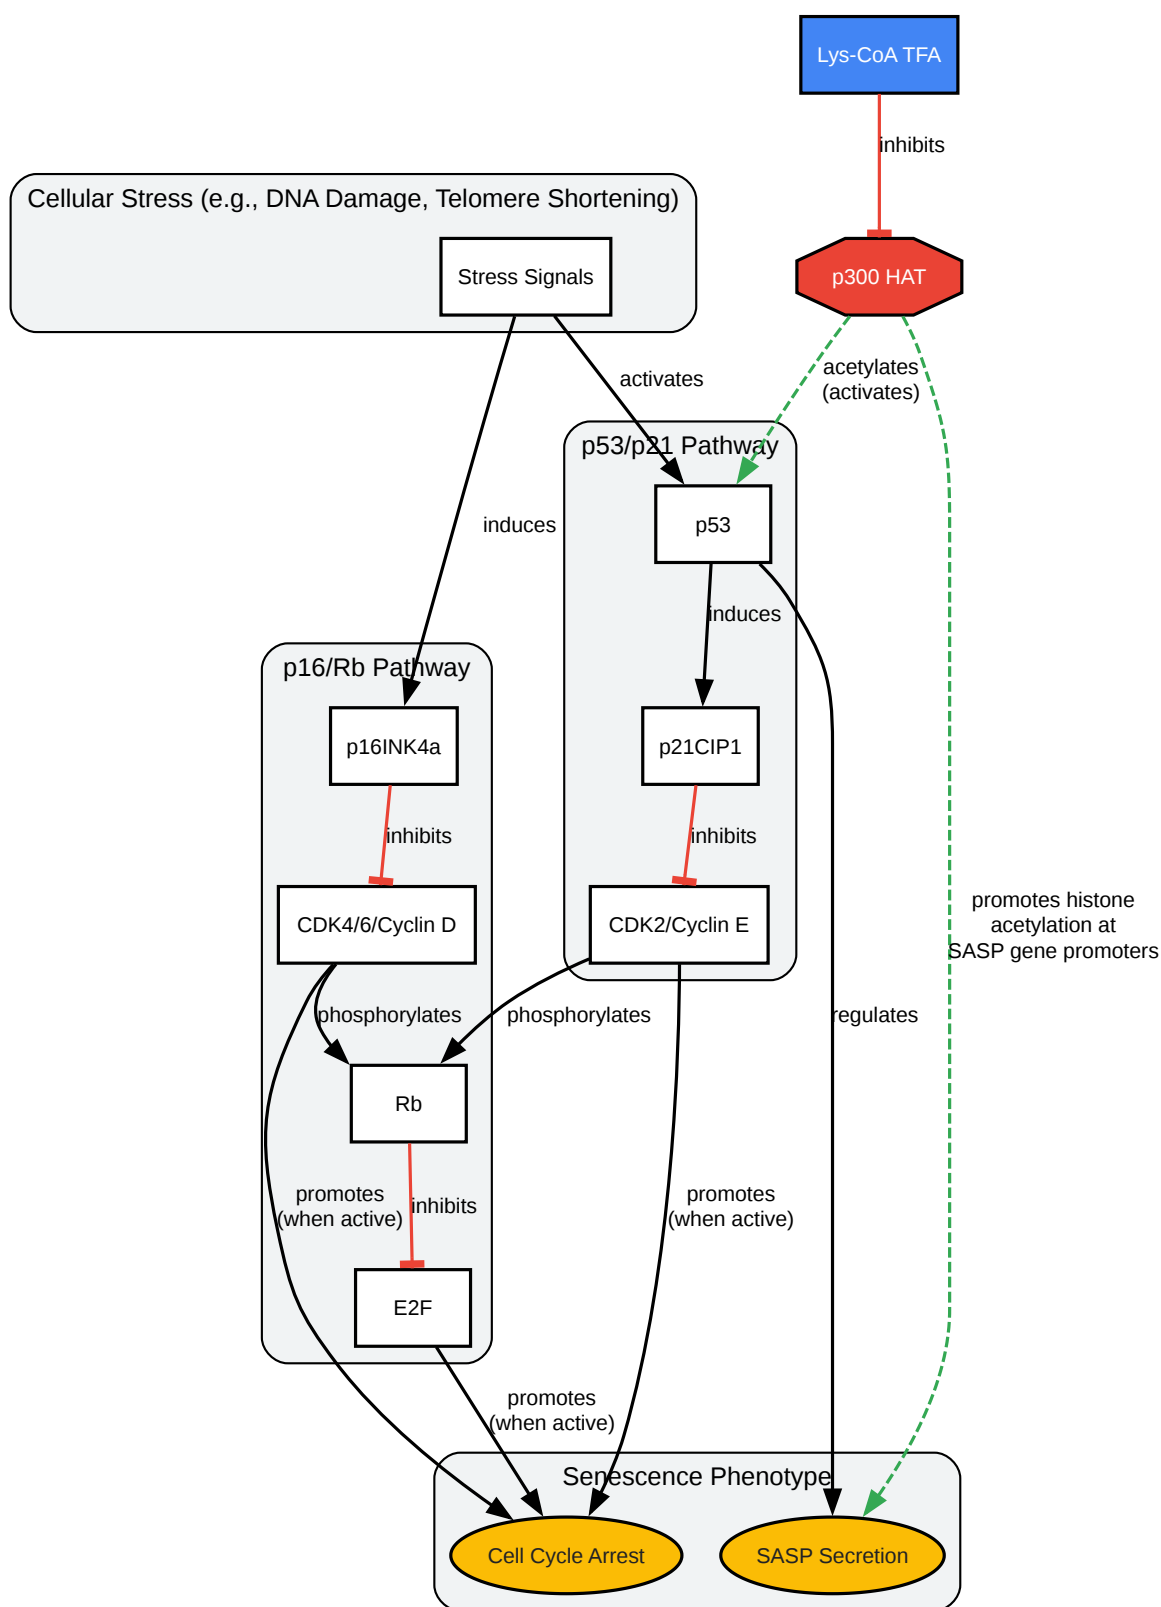 Lys-CoA TFA
inhibits
Cellular Stress (e.g., DNA Damage, Telomere Shortening)
Stress Signals
p300 HAT
activates
acetylates
(activates)
p53/p21 Pathway
induces
p53
induces
p16/Rb Pathway
p16INK4a
p21CIP1
inhibits
inhibits
CDK4/6/Cyclin D
CDK2/Cyclin E
promotes histone
acetylation at
SASP gene promoters
phosphorylates
phosphorylates
regulates
Rb
promotes
(when active)
inhibits
promotes
(when active)
E2F
promotes
(when active)
Senescence Phenotype
Cell Cycle Arrest
SASP Secretion